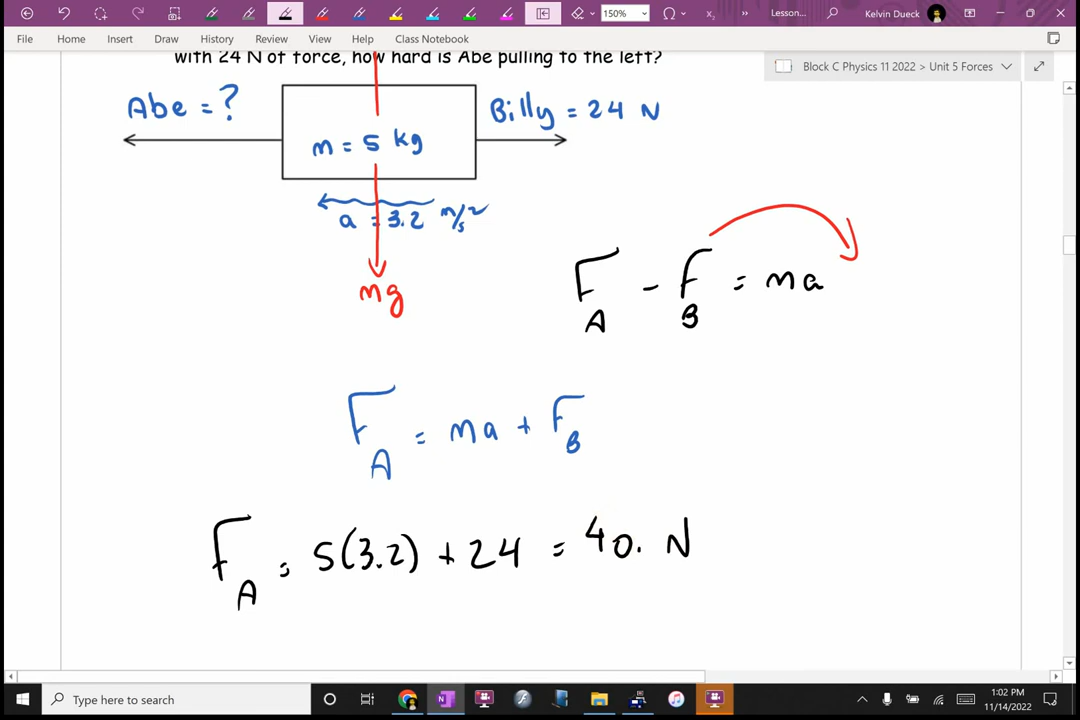 150%
Lesson...
Kelvin Dueck
File Home Insert Draw History Review View Help Class Notebook
with 24 N of force, how hard is Abe pulling to the left?
Block C Physics 11 2022 > Unit 5 Forces
Abe = ?
Billy = 24 N
m = 5 kg
a = 3.2 m/s²
mg
F_A - F_B = ma
F_A = ma + F_B
F_A = 5(3.2) + 24 = 40. N
Type here to search
1:02 PM
11/14/2022